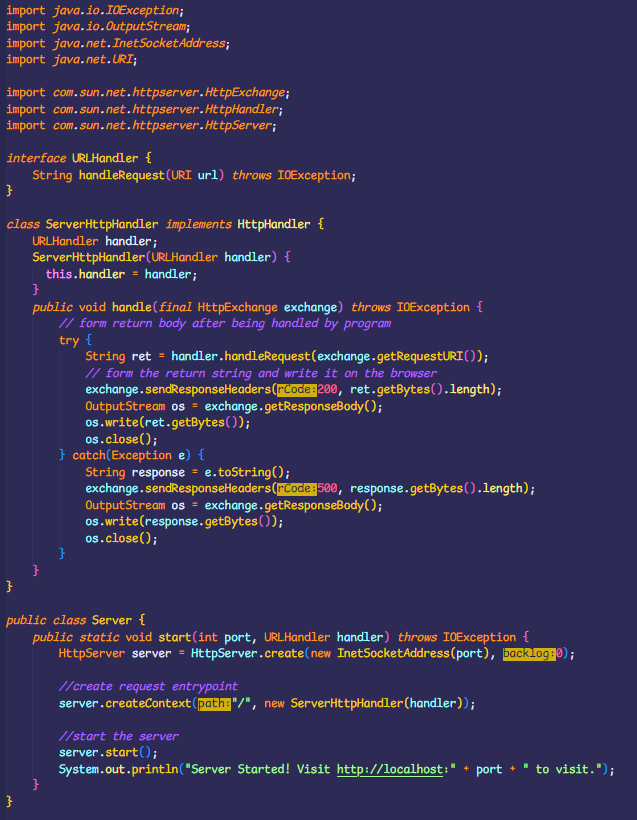 import java.io.IOException;
import java.io.OutputStream;
import java.net.InetSocketAddress;
import java.net.URI;

import com.sun.net.httpserver.HttpExchange;
import com.sun.net.httpserver.HttpHandler;
import com.sun.net.httpserver.HttpServer;

interface URLHandler {
    String handleRequest(URI url) throws IOException;
}

class ServerHttpHandler implements HttpHandler {
    URLHandler handler;
    ServerHttpHandler(URLHandler handler) {
      this.handler = handler;
    }
    public void handle(final HttpExchange exchange) throws IOException {
        // form return body after being handled by program
        try {
            String ret = handler.handleRequest(exchange.getRequestURI());
            // form the return string and write it on the browser
            exchange.sendResponseHeaders(rCode:200, ret.getBytes().length);
            OutputStream os = exchange.getResponseBody();
            os.write(ret.getBytes());
            os.close();
        } catch(Exception e) {
            String response = e.toString();
            exchange.sendResponseHeaders(rCode:500, response.getBytes().length);
            OutputStream os = exchange.getResponseBody();
            os.write(response.getBytes());
            os.close();
        }
    }
}

public class Server {
    public static void start(int port, URLHandler handler) throws IOException {
        HttpServer server = HttpServer.create(new InetSocketAddress(port), backlog:0);

        //create request entrypoint
        server.createContext(path:"/", new ServerHttpHandler(handler));

        //start the server
        server.start();
        System.out.println("Server Started! Visit http://localhost:" + port + " to visit.");
    }
}